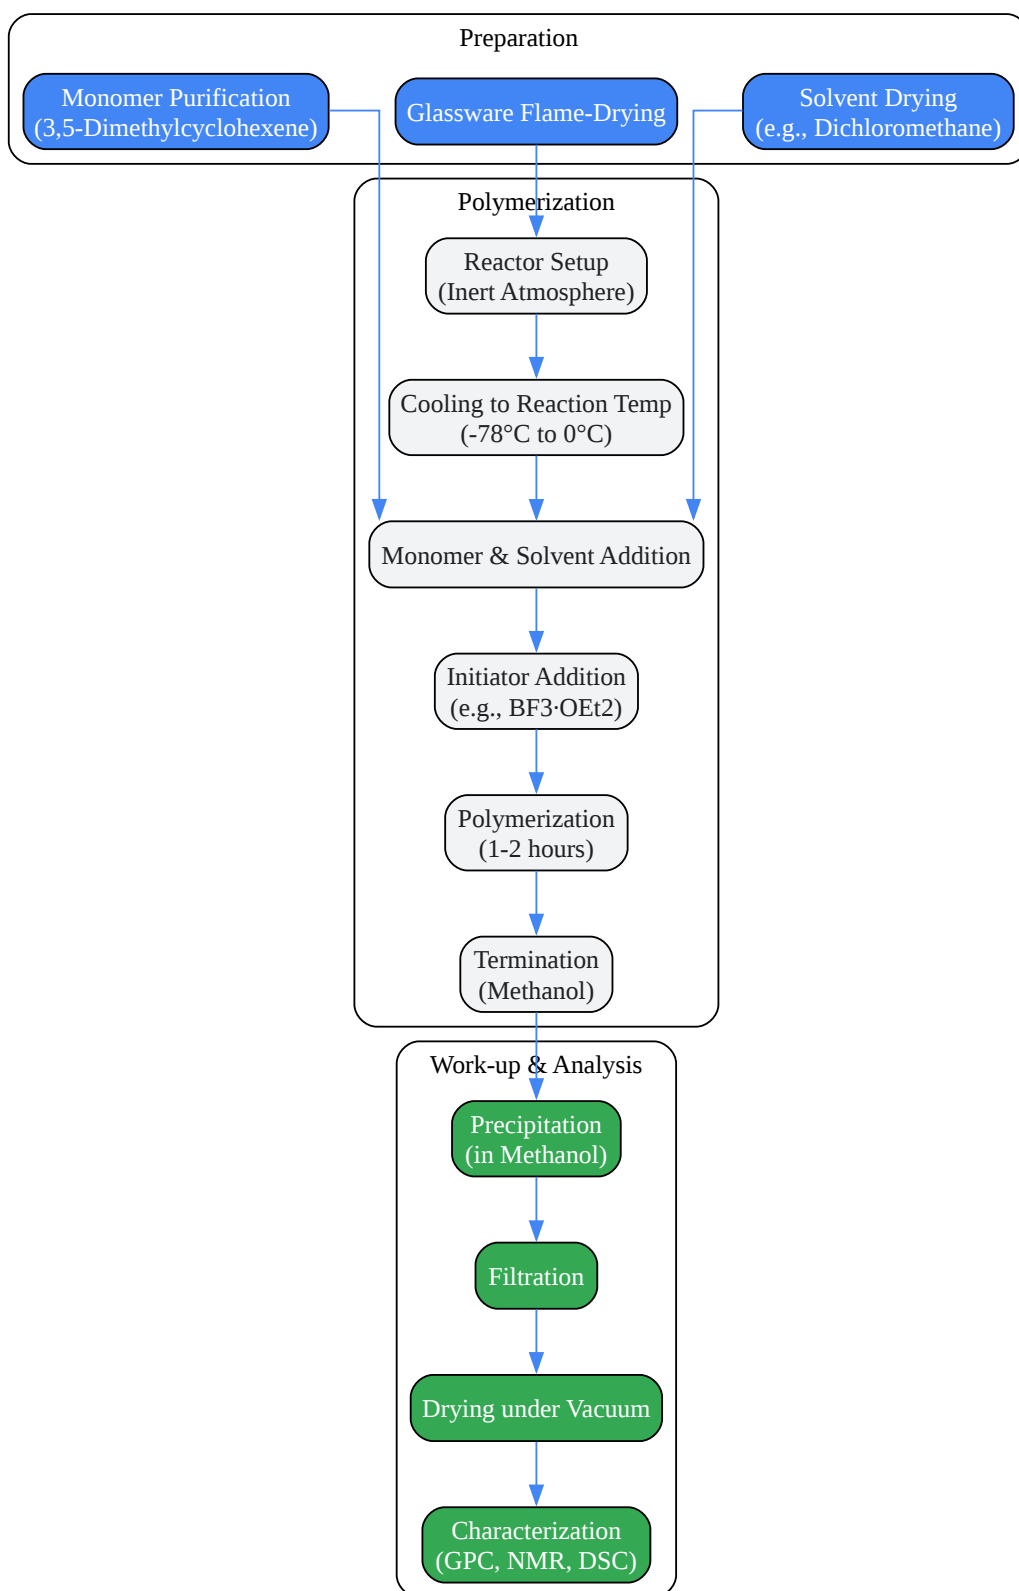 Preparation
Monomer Purification
(3,5-Dimethylcyclohexene)
Glassware Flame-Drying
Solvent Drying
(e.g., Dichloromethane)
Polymerization
Reactor Setup
(Inert Atmosphere)
Cooling to Reaction Temp
(-78°C to 0°C)
Monomer & Solvent Addition
Initiator Addition
(e.g., BF3·OEt2)
Polymerization
(1-2 hours)
Termination
(Methanol)
Work-up & Analysis
Precipitation
(in Methanol)
Filtration
Drying under Vacuum
Characterization
(GPC, NMR, DSC)